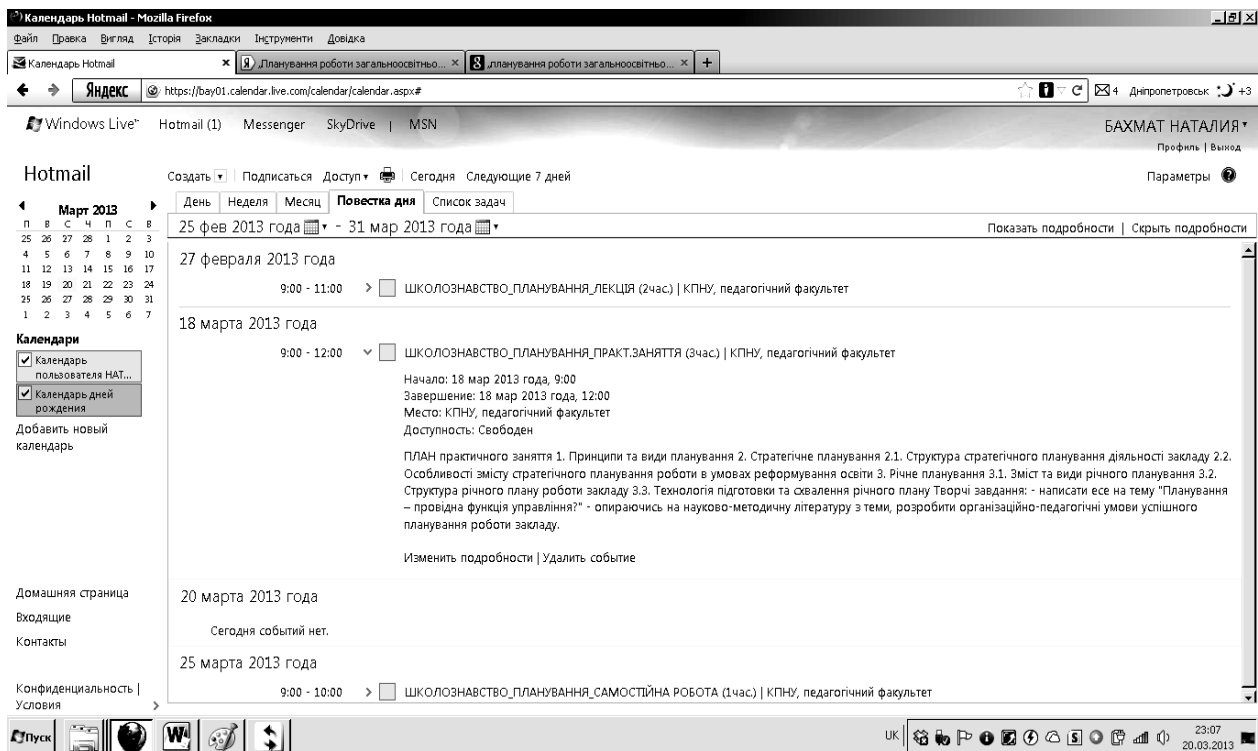 Календарь Hotmail - Mozilla Firefox
Файл Правка Вигляд Історія Закладки Інструменти Довідка
Календарь Hotmail × Я „Планування роботи загальноосвітньо... × 8 „планування роботи загальноосвітньо... × +
Яндекс https://bay01.calendar.live.com/calendar/calendar.aspx# 4 Дніпропетровськ +3
Windows Live™ Hotmail (1) Messenger SkyDrive | MSN БАХМАТ НАТАЛИЯ
Профиль | Выход
Hotmail Создать Подписаться Доступ Сегодня Следующие 7 дней Параметры
День Неделя Месяц Повестка дня Список задач
25 фев 2013 года - 31 мар 2013 года Показать подробности | Скрыть подробности
Март 2013
П В С Ч П С В
25 26 27 28 1 2 3
4 5 6 7 8 9 10
11 12 13 14 15 16 17
18 19 20 21 22 23 24
25 26 27 28 29 30 31
1 2 3 4 5 6 7
Календари
Календарь
пользователя НАТ...
Календарь дней
рождения
Добавить новый
календарь
Домашняя страница
Входящие
Контакты
Конфиденциальность |
Условия
27 февраля 2013 года
9:00 - 11:00 ШКОЛОЗНАВСТВО_ПЛАНУВАННЯ_ЛЕКЦІЯ (2час.) | КПНУ, педагогічний факультет
18 марта 2013 года
9:00 - 12:00 ШКОЛОЗНАВСТВО_ПЛАНУВАННЯ_ПРАКТ.ЗАНЯТТЯ (3час.) | КПНУ, педагогічний факультет
Начало: 18 мар 2013 года, 9:00
Завершение: 18 мар 2013 года, 12:00
Место: КПНУ, педагогічний факультет
Доступность: Свободен
ПЛАН практичного заняття 1. Принципи та види планування 2. Стратегічне планування 2.1. Структура стратегічного планування діяльності закладу 2.2.
Особливості змісту стратегічного планування роботи в умовах реформування освіти 3. Річне планування 3.1. Зміст та види річного планування 3.2.
Структура річного плану роботи закладу 3.3. Технологія підготовки та схвалення річного плану Творчі завдання: - написати есе на тему "Планування
– провідна функція управління?" - опираючись на науково-методичну літературу з теми, розробити організаційно-педагогічні умови успішного
планування роботи закладу.
Изменить подробности | Удалить событие
20 марта 2013 года
Сегодня событий нет.
25 марта 2013 года
9:00 - 10:00 ШКОЛОЗНАВСТВО_ПЛАНУВАННЯ_САМОСТІЙНА РОБОТА (1час.) | КПНУ, педагогічний факультет
Пуск UK 23:07
20.03.2013